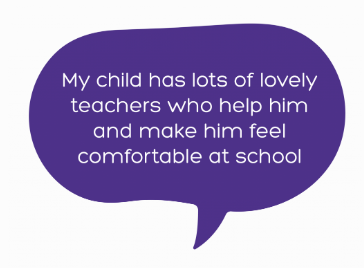 My child has lots of lovely
teachers who help him
and make him feel
comfortable at school